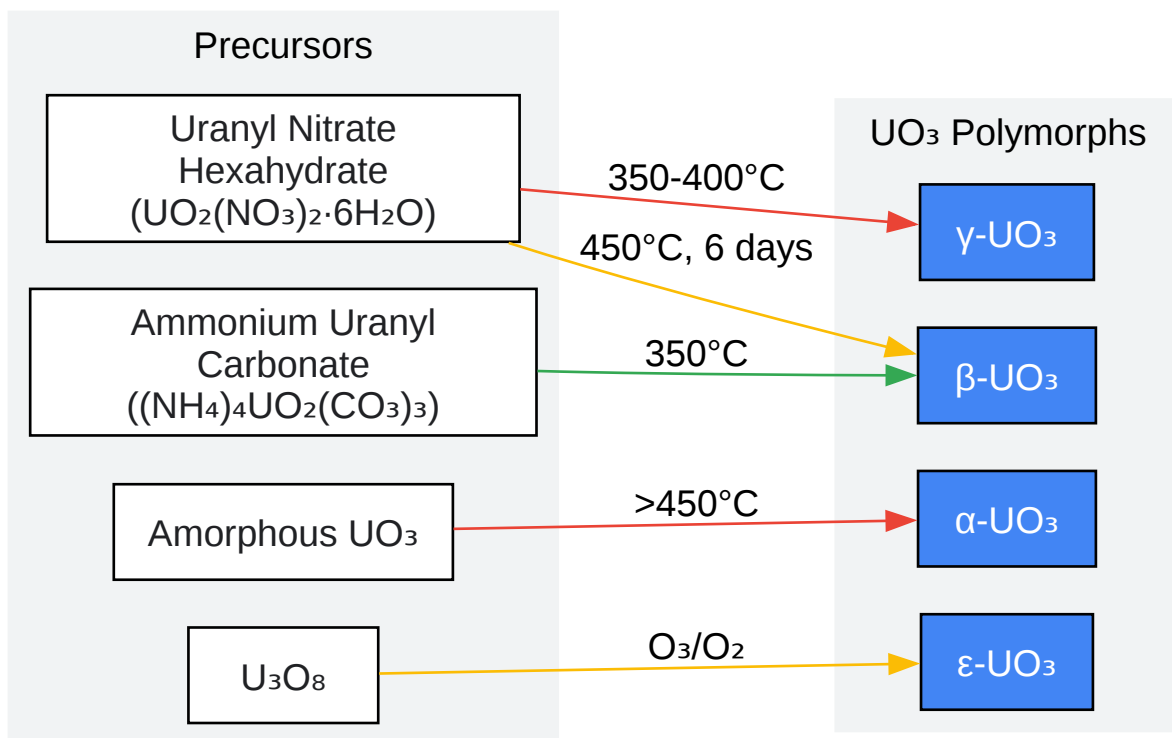 Precursors
Uranyl Nitrate
Hexahydrate
(UO₂(NO₃)₂·6H₂O)
Ammonium Uranyl
Carbonate
((NH₄)₄UO₂(CO₃)₃)
Amorphous UO₃
U₃O₈
350-400°C
450°C, 6 days
350°C
>450°C
O₃/O₂
UO₃ Polymorphs
γ-UO₃
β-UO₃
α-UO₃
ε-UO₃